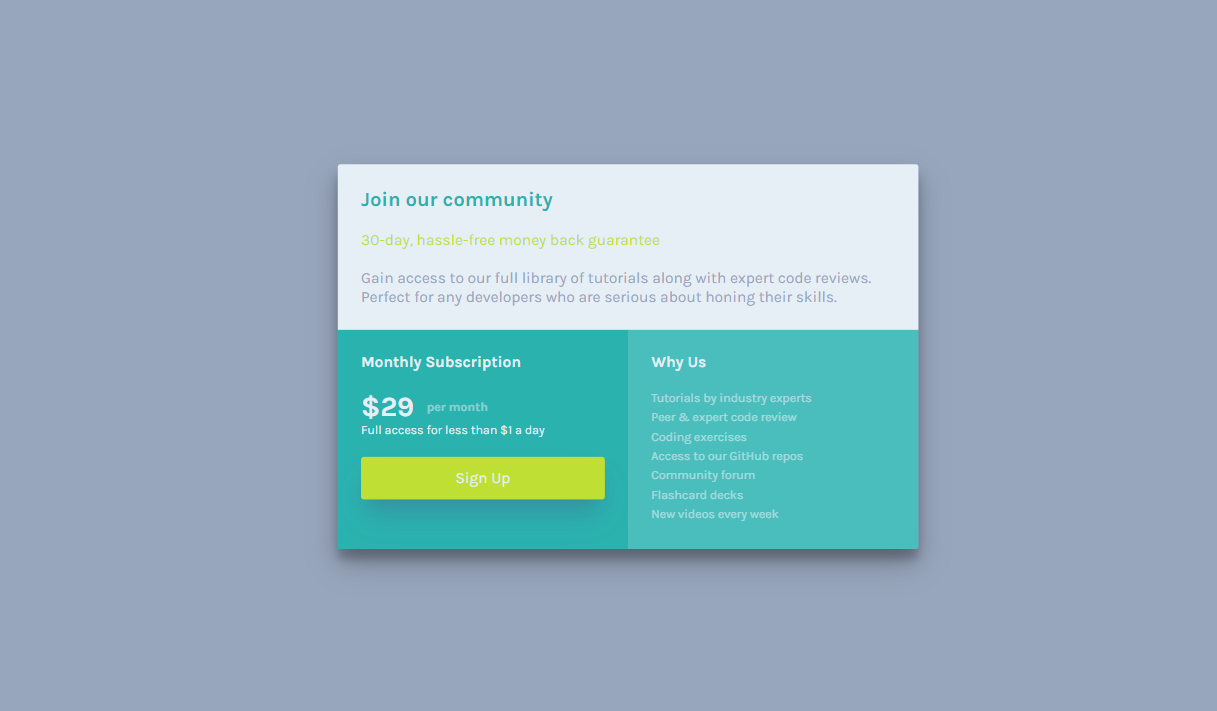 Join our community
30-day, hassle-free money back guarantee
Gain access to our full library of tutorials along with expert code reviews.
Perfect for any developers who are serious about honing their skills.
Monthly Subscription
$29 per month
Full access for less than $1 a day
Sign Up
Why Us
Tutorials by industry experts
Peer & expert code review
Coding exercises
Access to our GitHub repos
Community forum
Flashcard decks
New videos every week